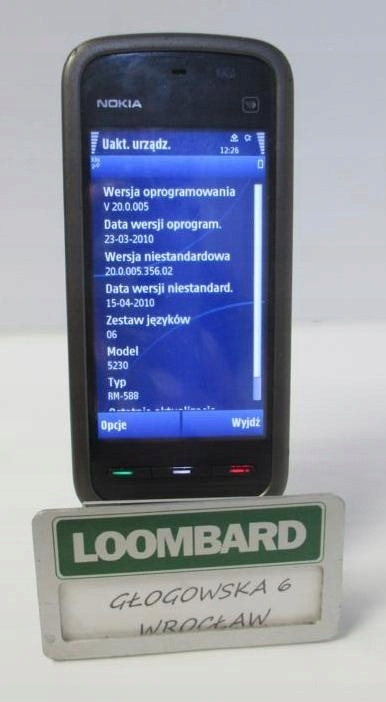 NOKIA
Uakt. urządz.
12:26
Wersja oprogramowania
V 20.0.005
Data wersji oprogram.
23-03-2010
Wersja niestandardowa
20.0.005.356.02
Data wersji niestandard.
15-04-2010
Zestaw języków
06
Model
5230
Typ
RM-588
Ostatnia aktualizacja
Opcje Wyjdź
LOOMBARD
GŁOGOWSKA 6
WROCŁAW